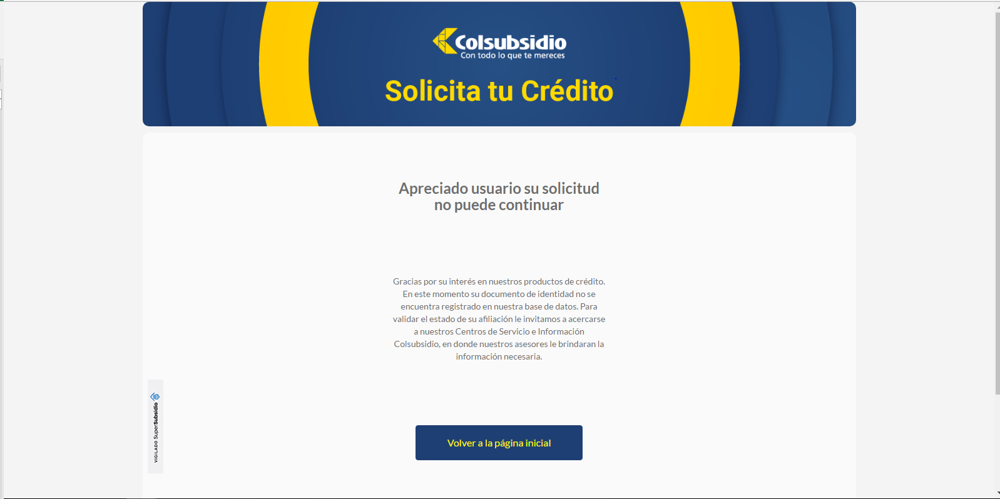 Colsubsidio
Con todo lo que te mereces
Solicita tu Crédito
Apreciado usuario su solicitud
no puede continuar
Gracias por su interés en nuestros productos de crédito.
En este momento su documento de identidad no se
encuentra registrado en nuestra base de datos. Para
validar el estado de su afiliación le invitamos a acercarse
a nuestros Centros de Servicio e Información
Colsubsidio, en donde nuestros asesores le brindaran la
información necesaria.
VIGILADO SuperSubsidio
Volver a la página inicial